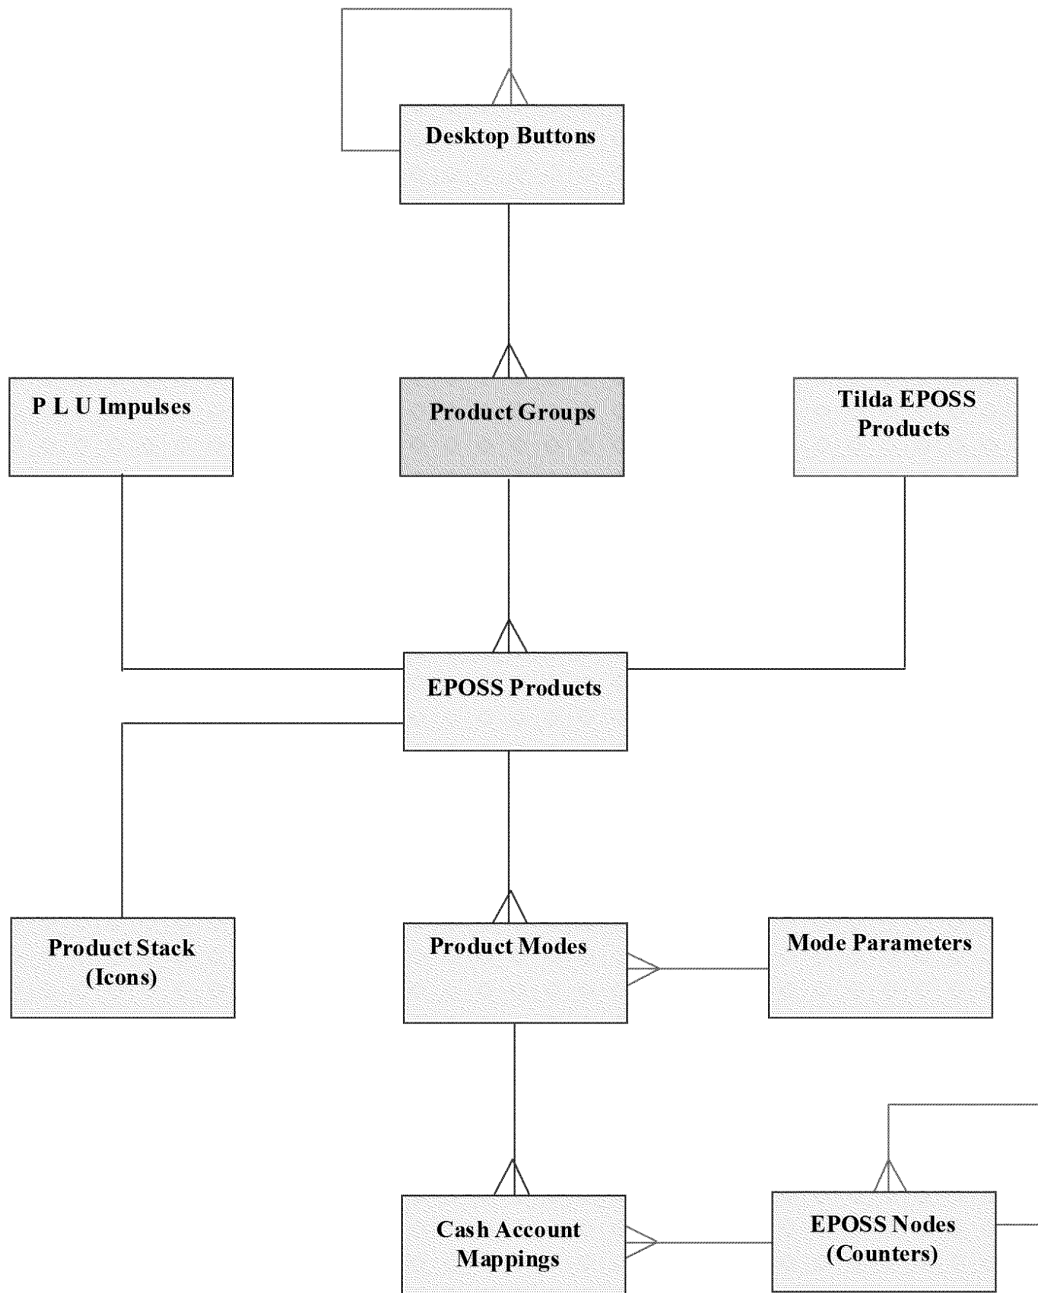 Desktop Buttons
P L U Impulses
Product Groups
Tilda EPOSS
Products
EPOSS Products
Product Stack
(Icons)
Product Modes
Mode Parameters
Cash Account
Mappings
EPOSS Nodes
(Counters)